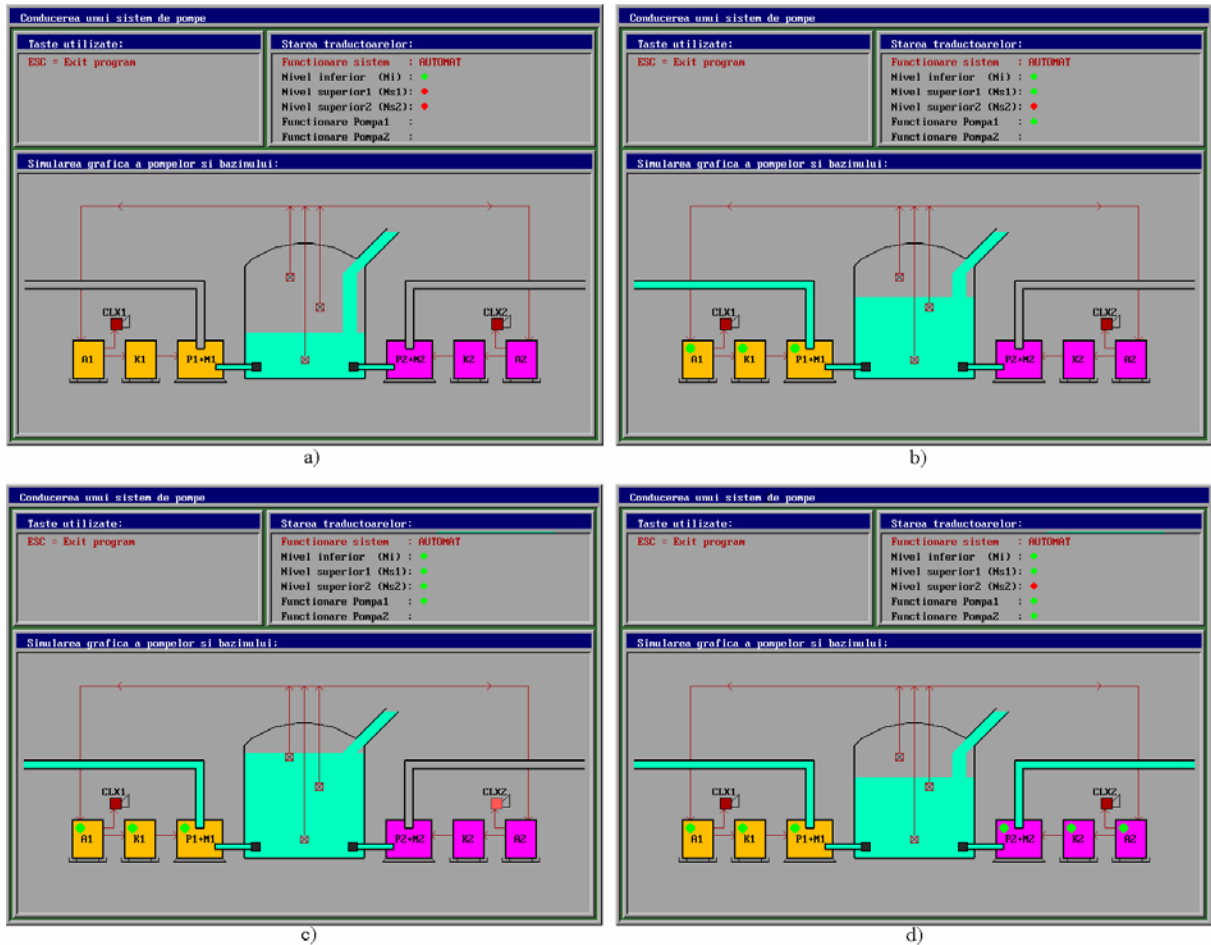 Conducerea unui sistem de pompe
Taste utilizate:
ESC = Exit program
Starea traductoarelor:
Functionare sistem : AUTOMAT
Nivel inferior (Ni) :
Nivel superior1 (Ns1):
Nivel superior2 (Ns2):
Functionare Pompa1 :
Functionare Pompa2 :
Simularea grafica a pompelor si bazinului:
CLX1
CLX2
A1
K1
P1+M1
P2+M2
K2
A2
a)
Conducerea unui sistem de pompe
Taste utilizate:
ESC = Exit program
Starea traductoarelor:
Functionare sistem : AUTOMAT
Nivel inferior (Ni) :
Nivel superior1 (Ns1):
Nivel superior2 (Ns2):
Functionare Pompa1 :
Functionare Pompa2 :
Simularea grafica a pompelor si bazinului:
CLX1
CLX2
A1
K1
P1+M1
P2+M2
K2
A2
b)
Conducerea unui sistem de pompe
Taste utilizate:
ESC = Exit program
Starea traductoarelor:
Functionare sistem : AUTOMAT
Nivel inferior (Ni) :
Nivel superior1 (Ns1):
Nivel superior2 (Ns2):
Functionare Pompa1 :
Functionare Pompa2 :
Simularea grafica a pompelor si bazinului:
CLX1
CLX2
A1
K1
P1+M1
P2+M2
K2
A2
c)
Conducerea unui sistem de pompe
Taste utilizate:
ESC = Exit program
Starea traductoarelor:
Functionare sistem : AUTOMAT
Nivel inferior (Ni) :
Nivel superior1 (Ns1):
Nivel superior2 (Ns2):
Functionare Pompa1 :
Functionare Pompa2 :
Simularea grafica a pompelor si bazinului:
CLX1
CLX2
A1
K1
P1+M1
P2+M2
K2
A2
d)